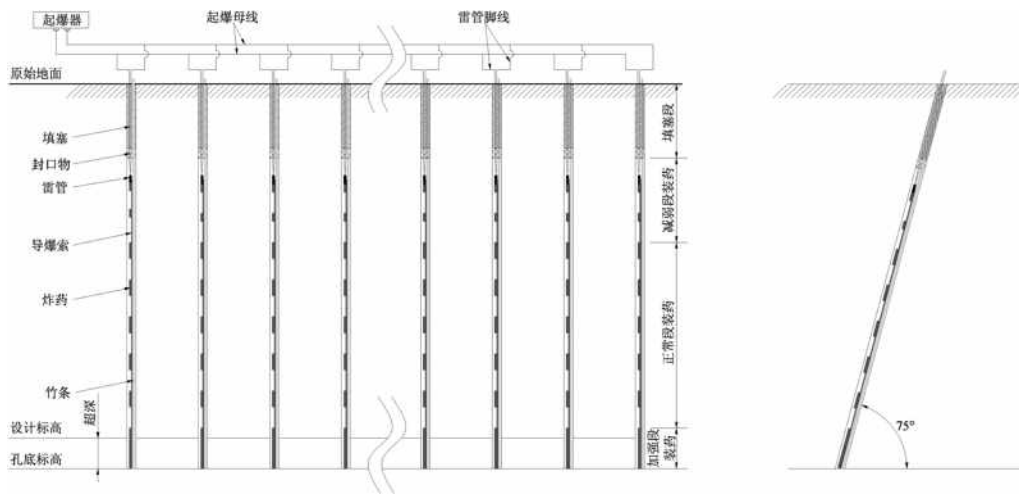 起爆器
起爆母线
雷管脚线
原始地面
填塞
封口物
雷管
导爆索
炸药
竹条
超深
设计标高
孔底标高
填塞段
减弱段装药
正常段装药
加强段
装药
75°